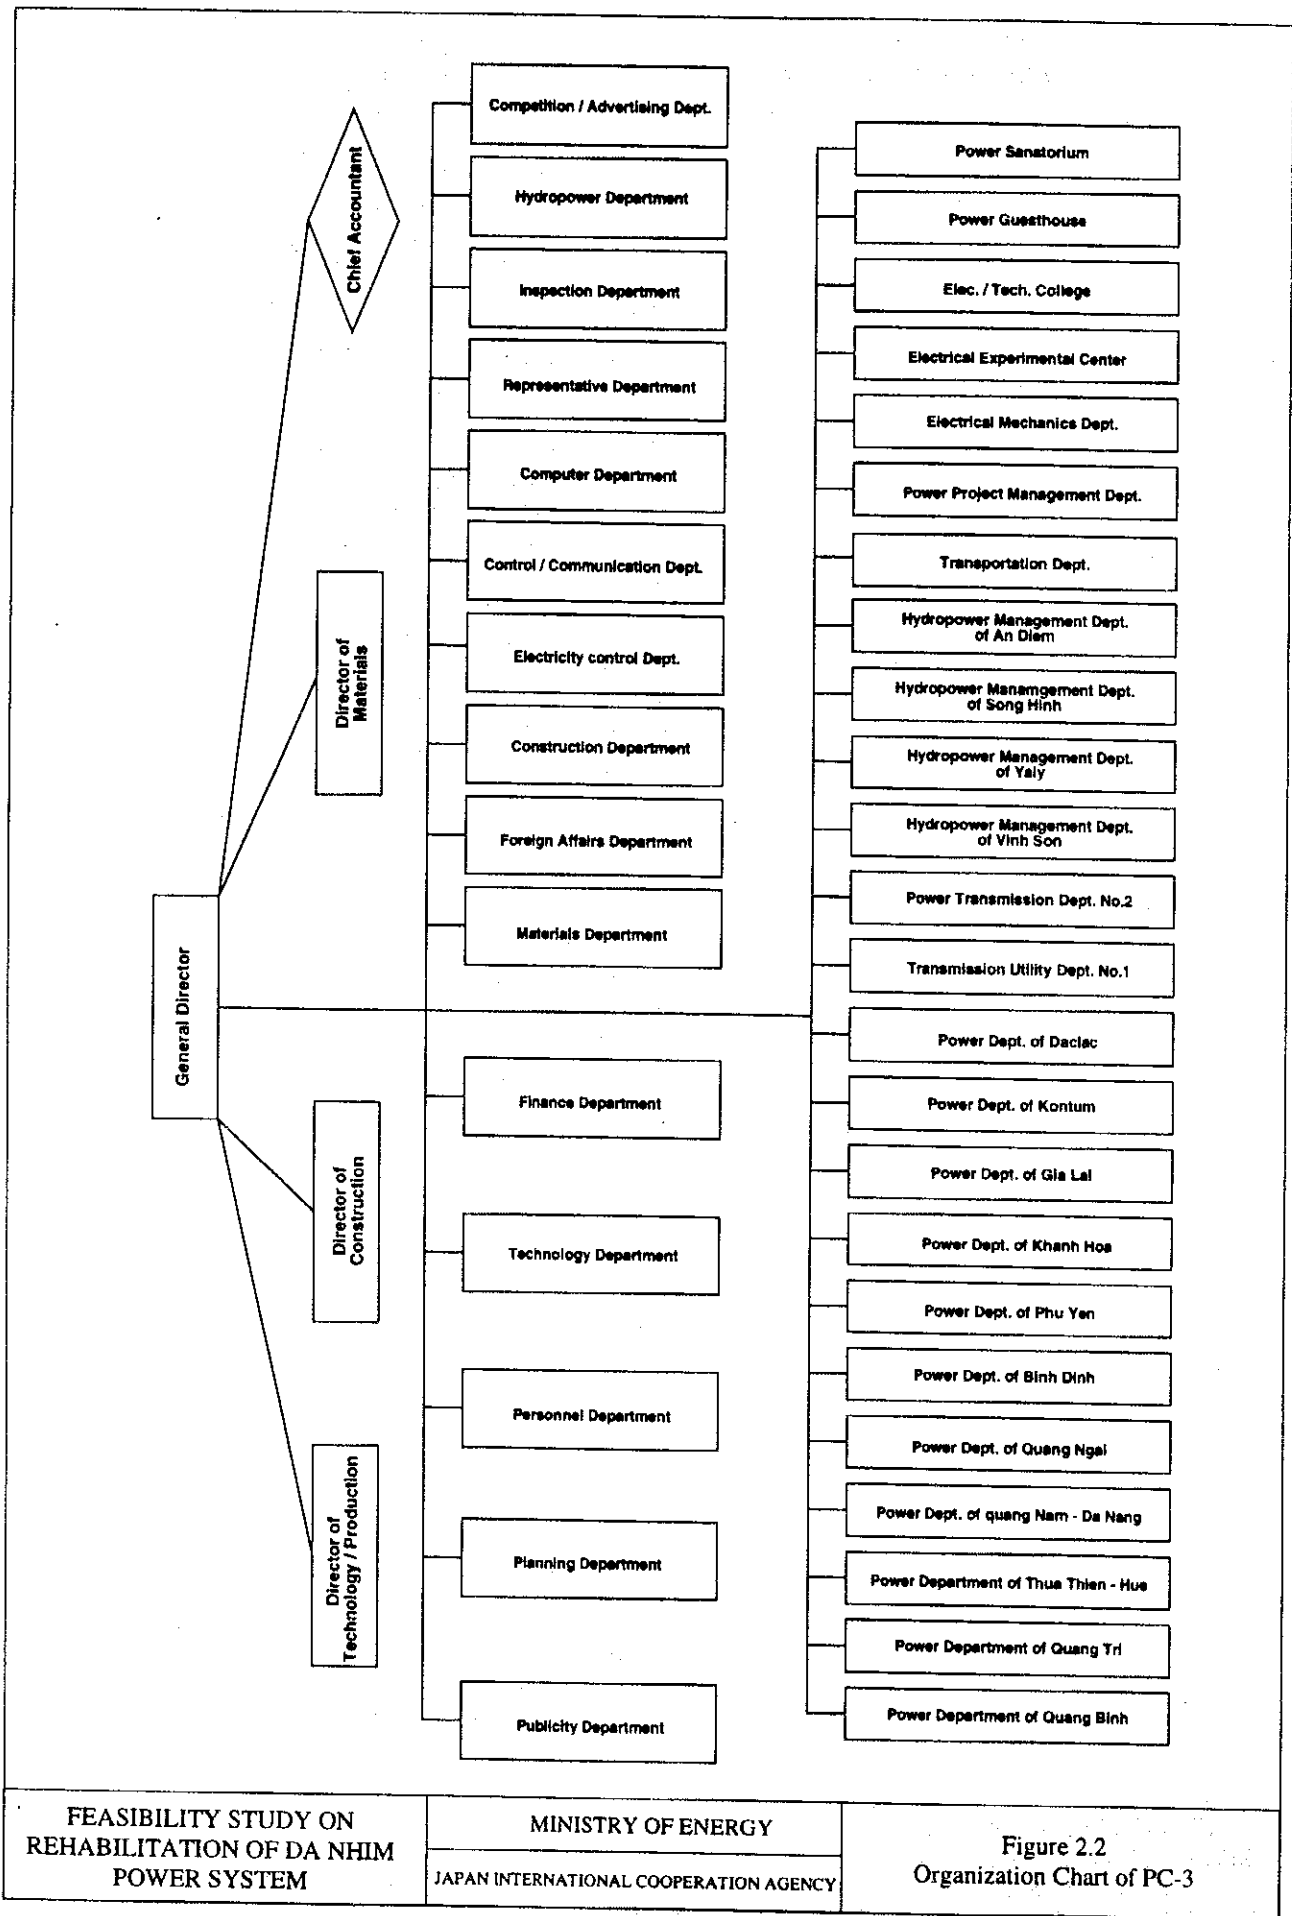 General Director
Chief Accountant
Director of
Materials
Director of
Construction
Director of
Technology / Production
Competition / Advertising Dept.
Hydropower Department
Inspection Department
Representative Department
Computer Department
Control / Communication Dept.
Electricity control Dept.
Construction Department
Foreign Affairs Department
Materials Department
Finance Department
Technology Department
Personnel Department
Planning Department
Publicity Department
Power Sanatorium
Power Guesthouse
Elec. / Tech. College
Electrical Experimental Center
Electrical Mechanics Dept.
Power Project Management Dept.
Transportation Dept.
Hydropower Management Dept.
of An Diem
Hydropower Manamgement Dept.
of Song Hinh
Hydropower Management Dept.
of Yaly
Hydropower Management Dept.
of Vinh Son
Power Transmission Dept. No.2
Transmission Utility Dept. No.1
Power Dept. of Daclac
Power Dept. of Kontum
Power Dept. of Gia Lai
Power Dept. of Khanh Hoa
Power Dept. of Phu Yen
Power Dept. of Binh Dinh
Power Dept. of Quang Ngai
Power Dept. of quang Nam - Da Nang
Power Department of Thua Thien - Hue
Power Department of Quang Tri
Power Department of Quang Binh
FEASIBILITY STUDY ON
REHABILITATION OF DA NHIM
POWER SYSTEM
MINISTRY OF ENERGY
JAPAN INTERNATIONAL COOPERATION AGENCY
Figure 2.2
Organization Chart of PC-3